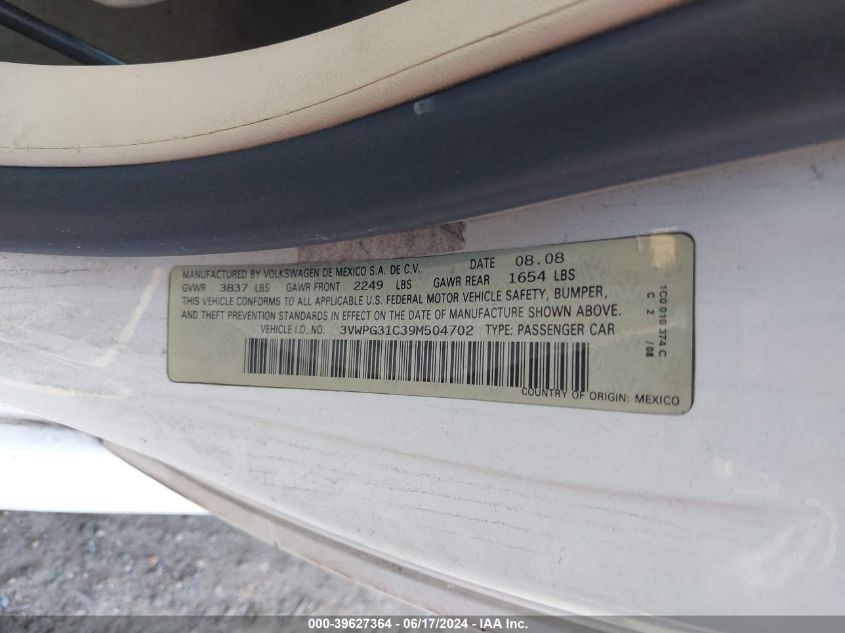 MANUFACTURED BY VOLKSWAGEN DE MEXICO S.A. DE C.V. DATE 08.08
GVWR 3837 LBS GAWR FRONT 2249 LBS GAWR REAR 1654 LBS
THIS VEHICLE CONFORMS TO ALL APPLICABLE U.S. FEDERAL MOTOR VEHICLE SAFETY, BUMPER,
AND THEFT PREVENTION STANDARDS IN EFFECT ON THE DATE OF MANUFACTURE SHOWN ABOVE.
VEHICLE I.D. NO. 3VWPG31C39M504702 TYPE: PASSENGER CAR
COUNTRY OF ORIGIN: MEXICO
1C0 010 374 C
C 2 /08
000-39627364 - 06/17/2024 - IAA Inc.